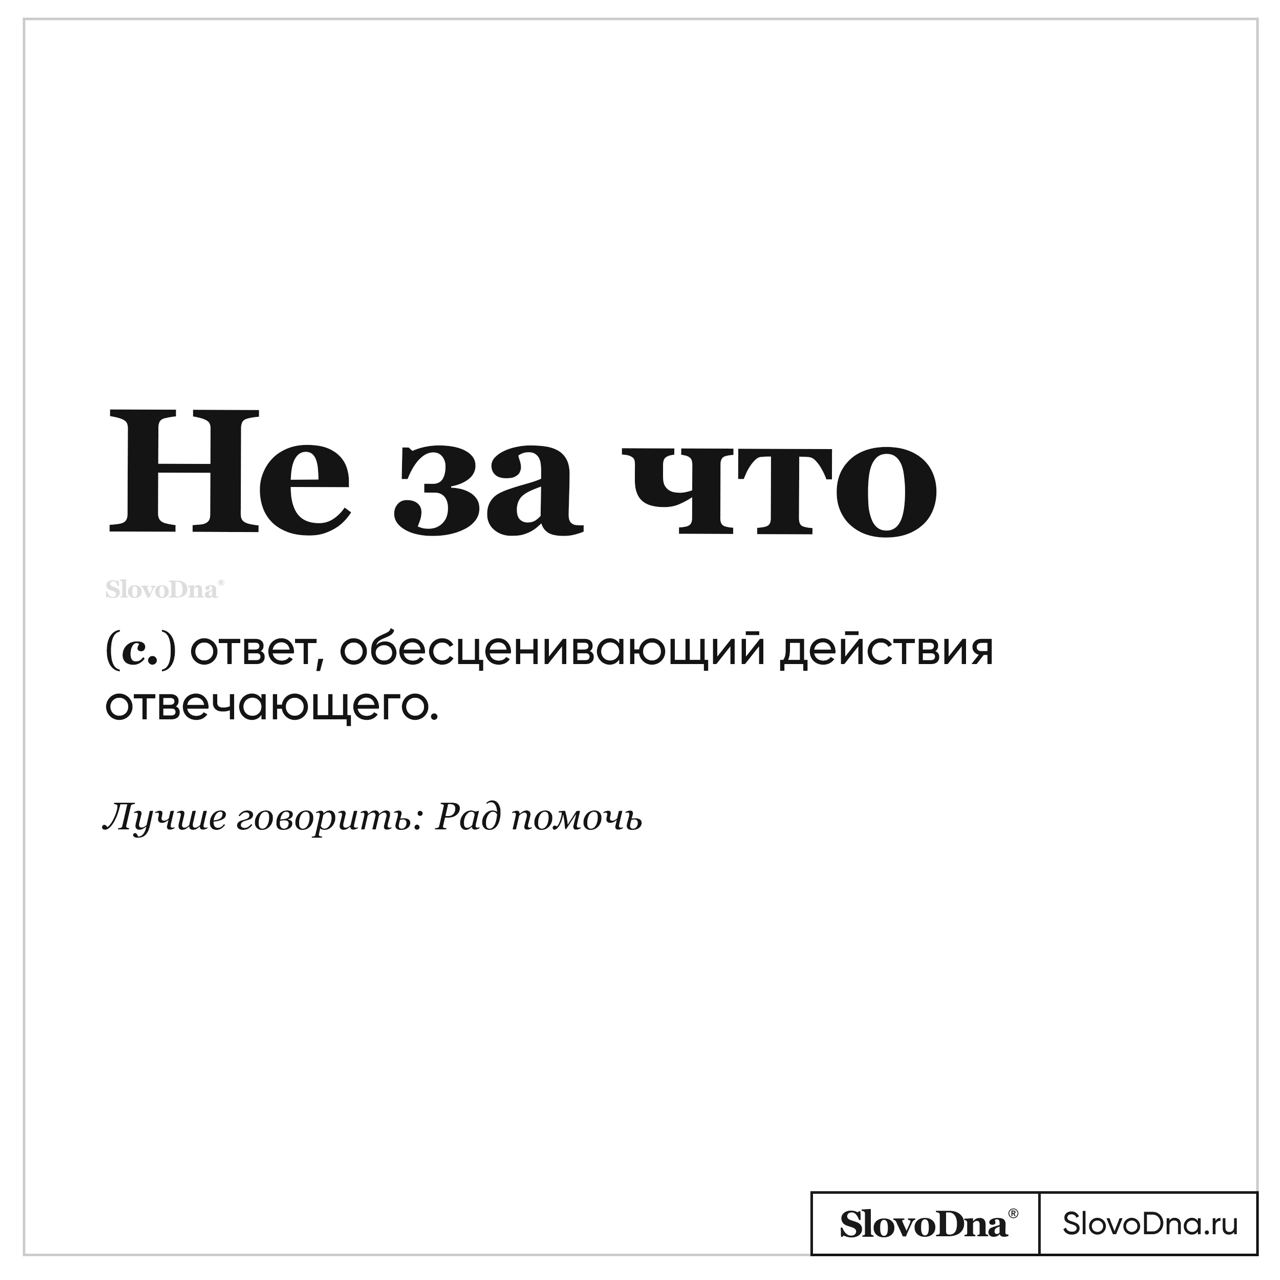 Не за что
SlovoDna®
(с.) ответ, обесценивающий действия
отвечающего.
Лучше говорить: Рад помочь
SlovoDna® SlovoDna.ru